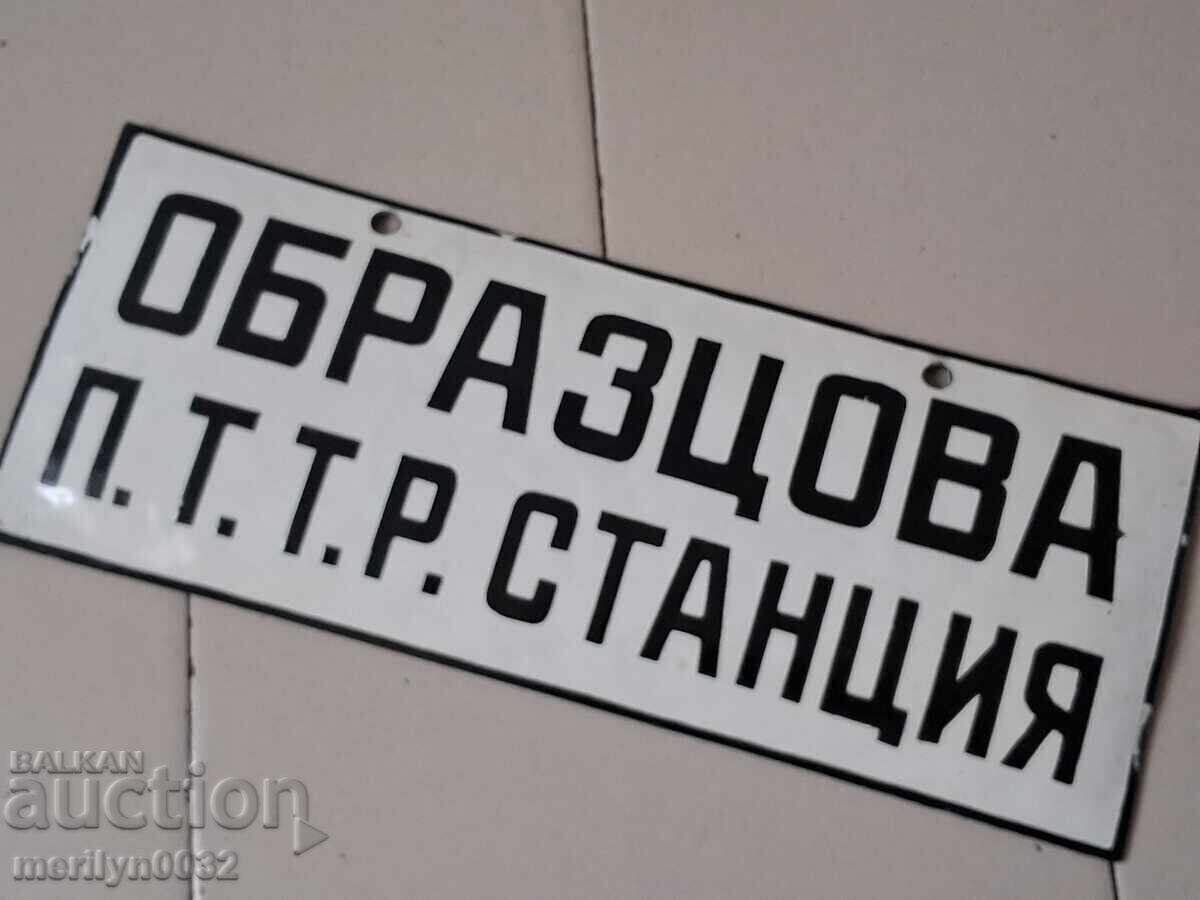 ОБРАЗЦОВА
П.Т.Т.Р. СТАНЦИЯ
BALKAN
auction
merilyn0032